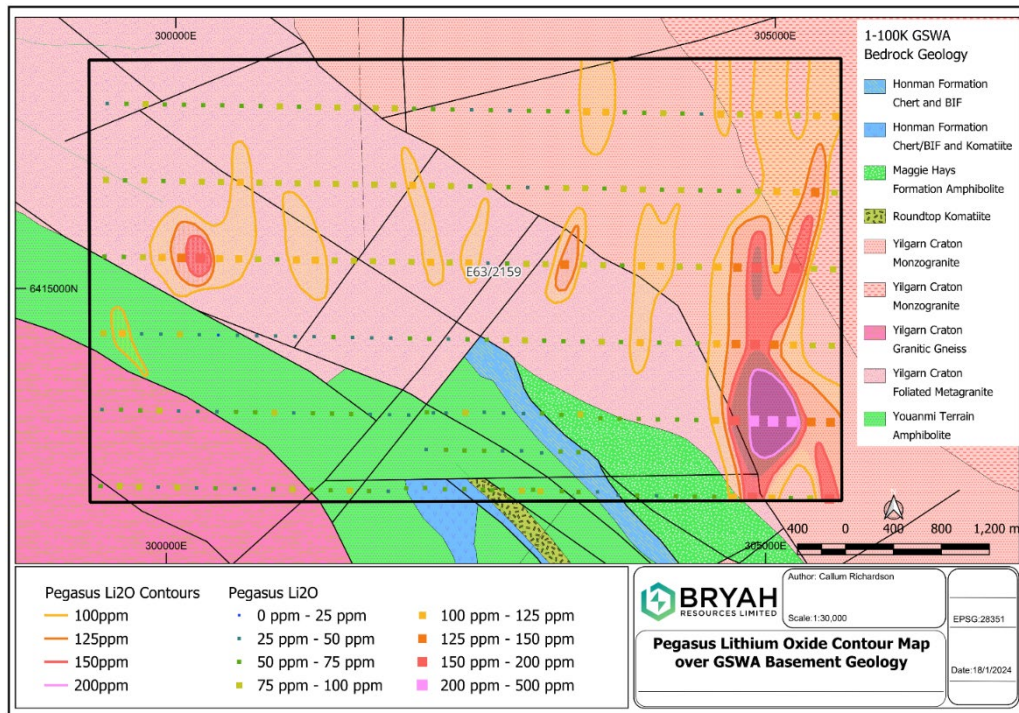 300000E
305000E
6415000N
E63/2159
300000E
305000E
400 0 400 800 1,200 m
1-100K GSWA
Bedrock Geology
Honman Formation
Chert and BIF
Honman Formation
Chert/BIF and Komatiite
Maggie Hays
Formation Amphibolite
Roundtop Komatiite
Yilgarn Craton
Monzogranite
Yilgarn Craton
Monzogranite
Yilgarn Craton
Granitic Gneiss
Yilgarn Craton
Foliated Metagranite
Youanmi Terrain
Amphibolite
Pegasus Li2O Contours
100ppm
125ppm
150ppm
200ppm
Pegasus Li2O
0 ppm - 25 ppm
25 ppm - 50 ppm
50 ppm - 75 ppm
75 ppm - 100 ppm
100 ppm - 125 ppm
125 ppm - 150 ppm
150 ppm - 200 ppm
200 ppm - 500 ppm
BRYAH
RESOURCES LIMITED
Author: Callum Richardson
Scale:1:30,000
EPSG:28351
Pegasus Lithium Oxide Contour Map
over GSWA Basement Geology
Date:18/1/2024